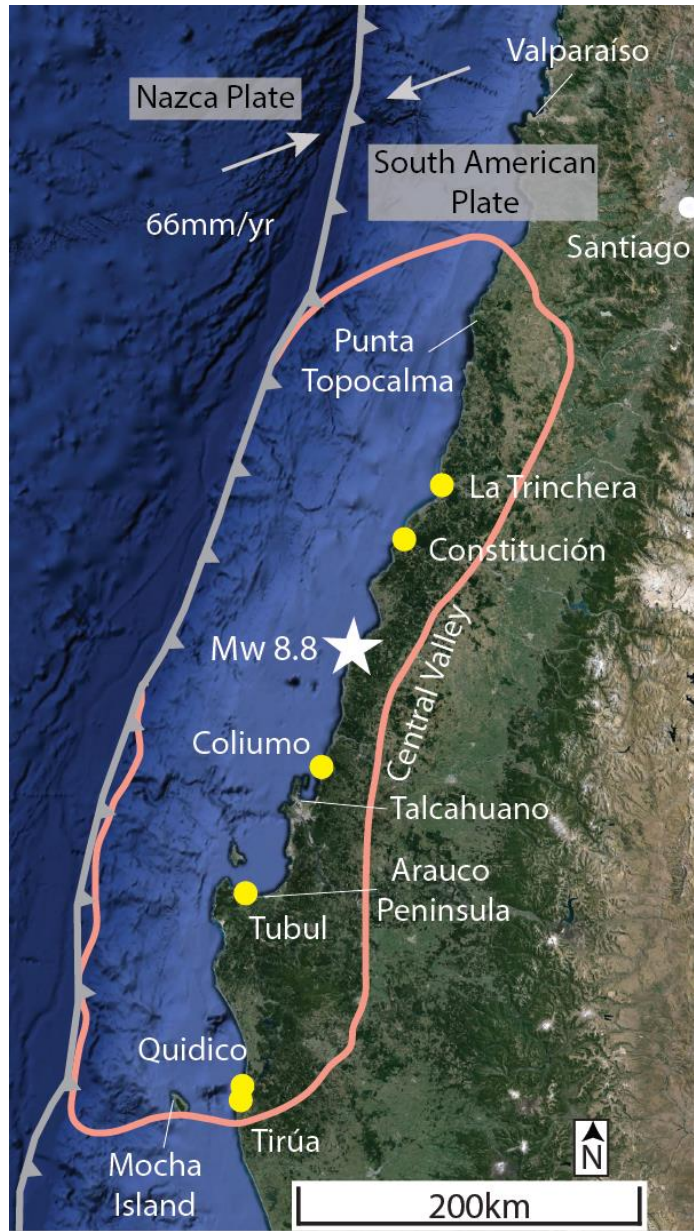 Valparaíso
Nazca Plate
South American
Plate
66mm/yr
Santiago
Punta
Topocalma
La Trinchera
Constitución
Mw 8.8
Central Valley
Coliumo
Talcahuano
Arauco
Peninsula
Tubul
Quidico
Tirúa
Mocha
Island
N
200km